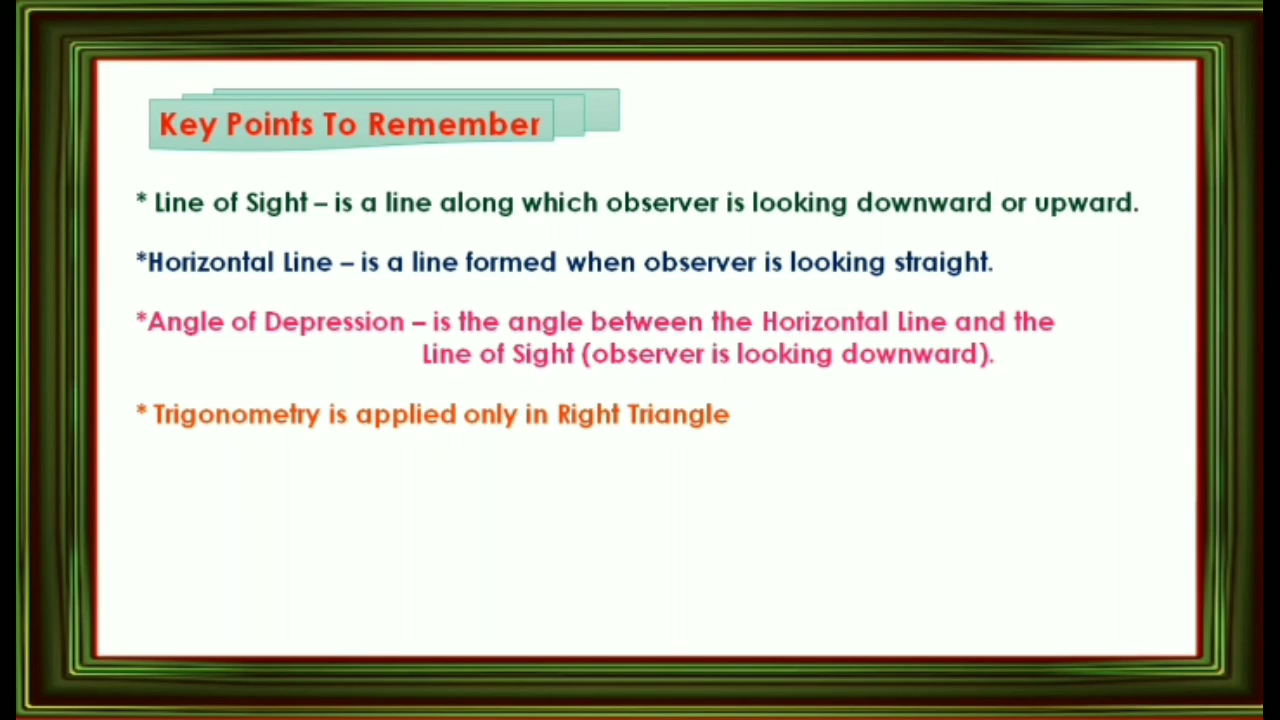 Key Points To Remember
* Line of Sight – is a line along which observer is looking downward or upward.
*Horizontal Line – is a line formed when observer is looking straight.
*Angle of Depression – is the angle between the Horizontal Line and the
Line of Sight (observer is looking downward).
* Trigonometry is applied only in Right Triangle